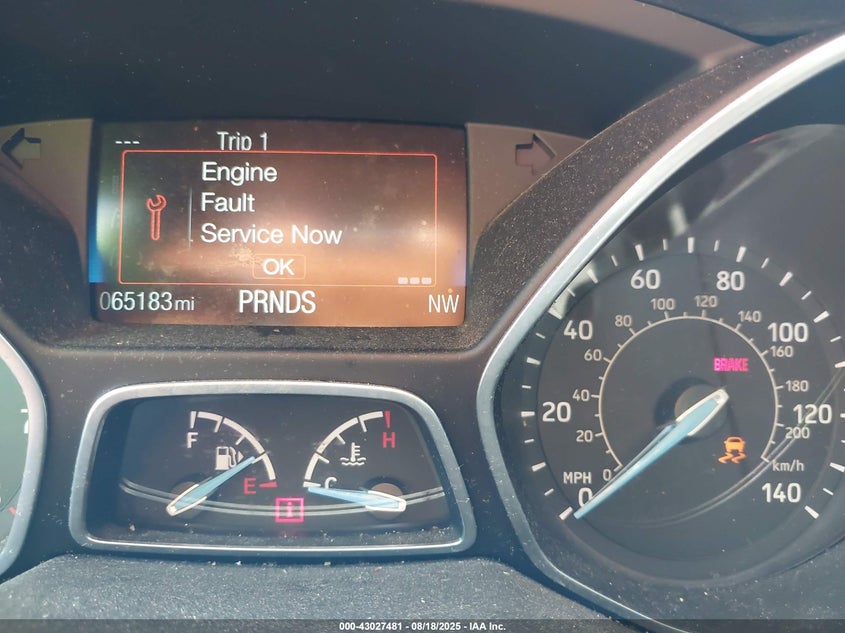 --- Trip 1
Engine
Fault
Service Now
OK
065183 mi PRNDS NW
F
E
i
H
C
0
20
40
60
80
100
120
140
MPH
0
20
40
60
80
100
120
140
160
180
200
km/h
BRAKE
000-43027481 - 08/18/2025 - IAA Inc.